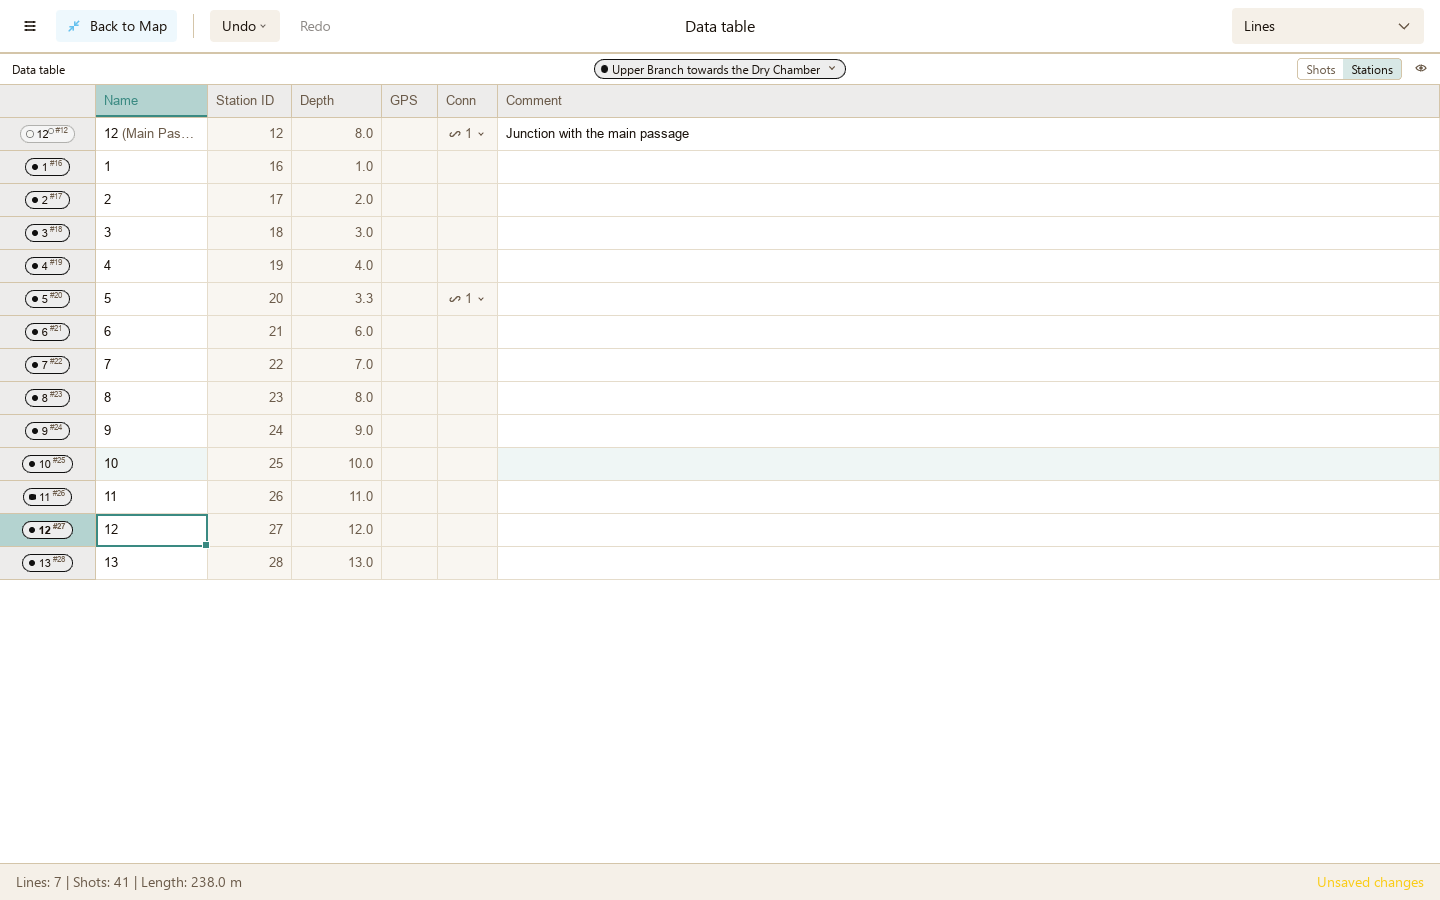 Back to Map Undo Redo Data table Lines
Data table Upper Branch towards the Dry Chamber Shots Stations
Name Station ID Depth GPS Conn Comment
12 #12 12 (Main Pas… 12 8.0 1 Junction with the main passage
1 #16 1 16 1.0
2 #17 2 17 2.0
3 #18 3 18 3.0
4 #19 4 19 4.0
5 #20 5 20 3.3 1
6 #21 6 21 6.0
7 #22 7 22 7.0
8 #23 8 23 8.0
9 #24 9 24 9.0
10 #25 10 25 10.0
11 #26 11 26 11.0
12 #27 12 27 12.0
13 #28 13 28 13.0
Lines: 7 | Shots: 41 | Length: 238.0 m Unsaved changes